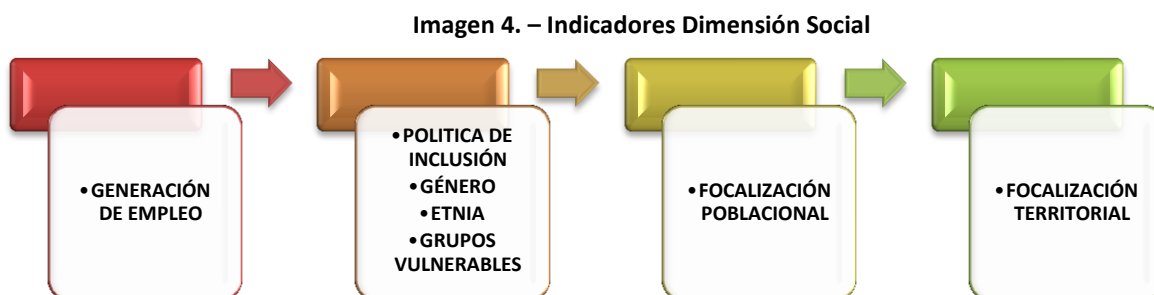 Imagen 4. – Indicadores Dimensión Social
•GENERACIÓN
DE EMPLEO
•POLITICA DE
INCLUSIÓN
•GÉNERO
•ETNIA
•GRUPOS
VULNERABLES
•FOCALIZACIÓN
POBLACIONAL
•FOCALIZACIÓN
TERRITORIAL